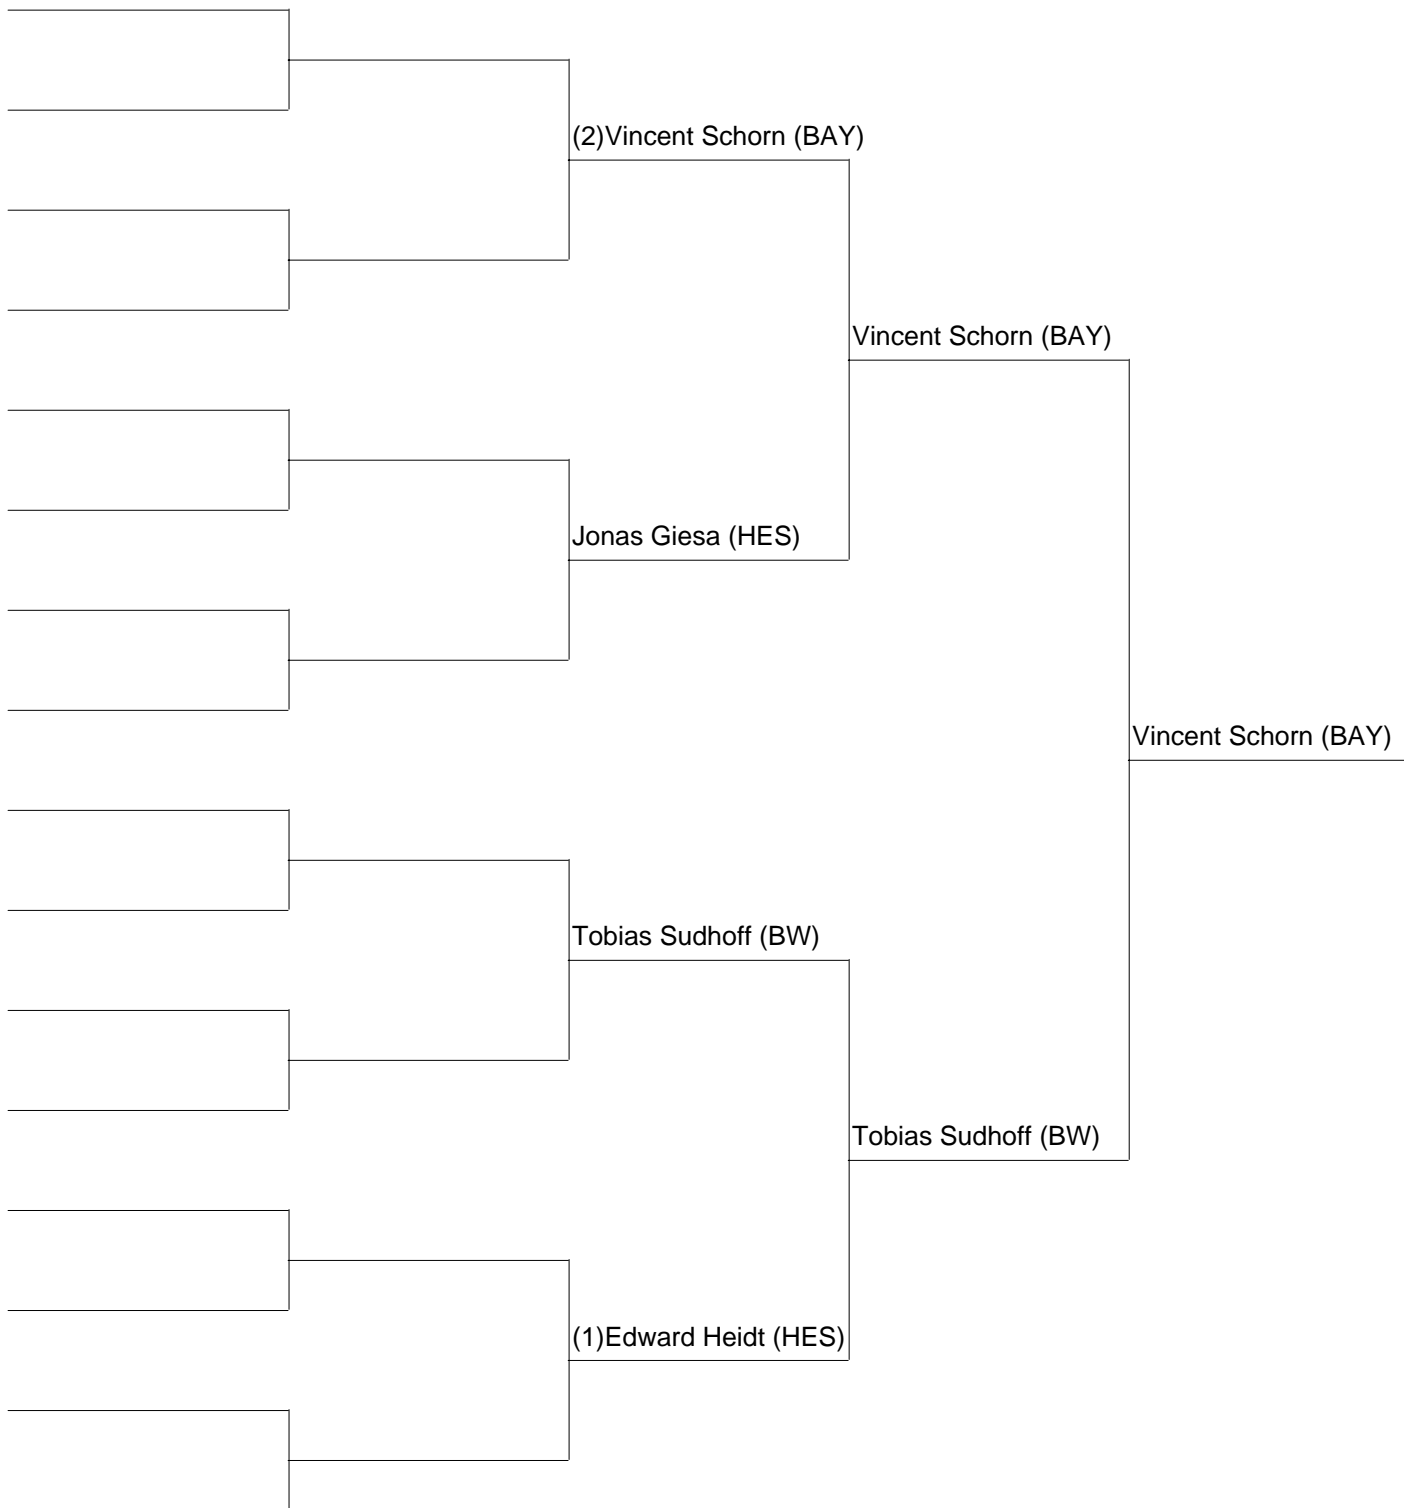 (2)Vincent Schorn (BAY)
Vincent Schorn (BAY)
Jonas Giesa (HES)
Vincent Schorn (BAY)
Tobias Sudhoff (BW)
Tobias Sudhoff (BW)
(1)Edward Heidt (HES)